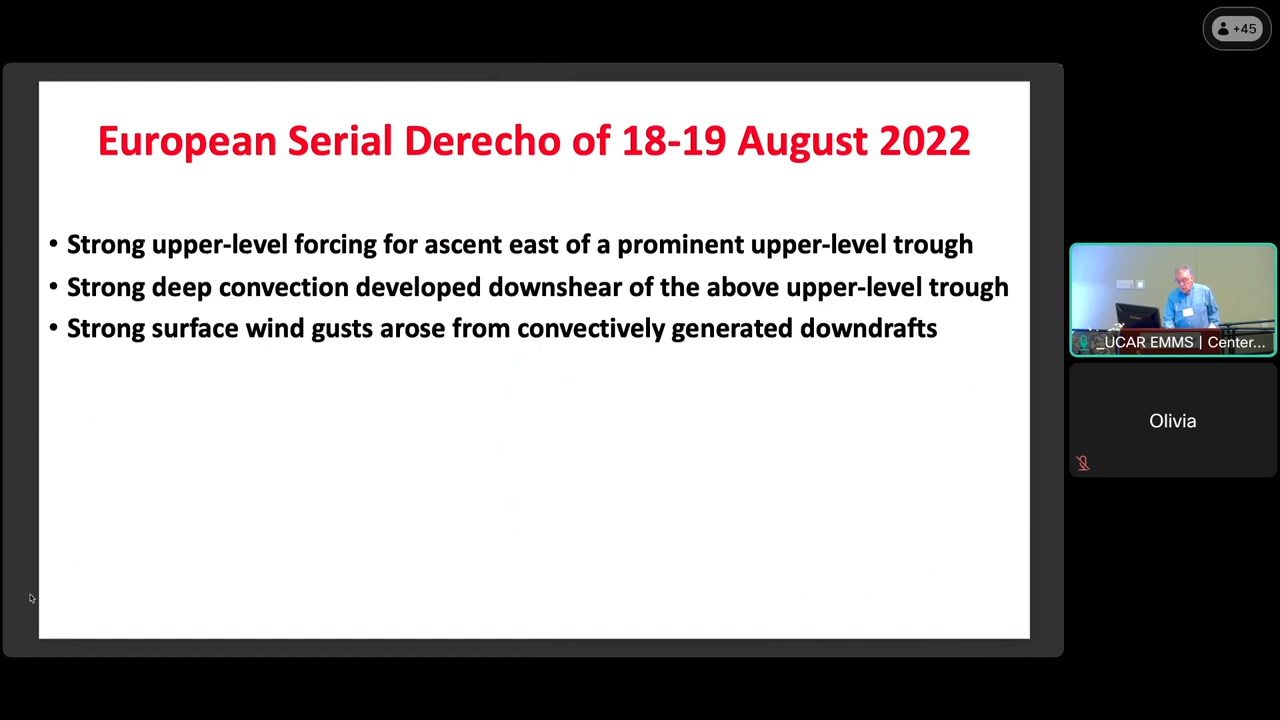 +45
European Serial Derecho of 18-19 August 2022
• Strong upper-level forcing for ascent east of a prominent upper-level trough
• Strong deep convection developed downshear of the above upper-level trough
• Strong surface wind gusts arose from convectively generated downdrafts
_UCAR EMMS | Center...
Olivia